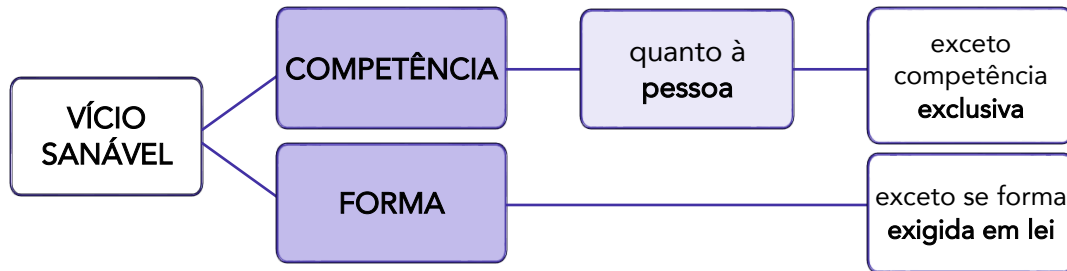 VÍCIO
SANÁVEL
COMPETÊNCIA
quanto à
pessoa
exceto
competência
exclusiva
FORMA
exceto se forma
exigida em lei